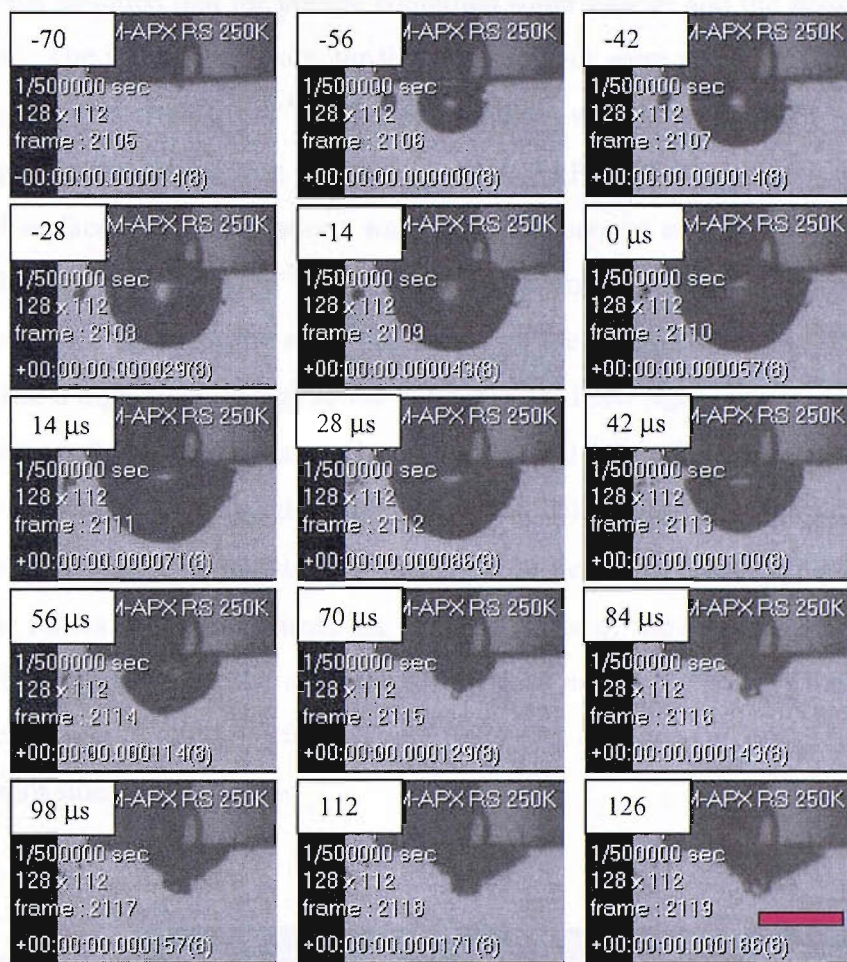 -70
M-APX RS 250K
1/500000 sec
128 x 112
frame : 2105
-00:00:00.000014(8)
-56
M-APX RS 250K
1/500000 sec
128 x 112
frame : 2106
+00:00:00.000000(8)
-42
M-APX RS 250K
1/500000 sec
128 x 112
frame : 2107
+00:00:00.000014(8)
-28
M-APX RS 250K
1/500000 sec
128 x 112
frame : 2108
+00:00:00.000029(8)
-14
M-APX RS 250K
1/500000 sec
128 x 112
frame : 2109
+00:00:00.000043(8)
0 μs
M-APX RS 250K
1/500000 sec
128 x 112
frame : 2110
+00:00:00.000057(8)
14 μs
M-APX RS 250K
1/500000 sec
128 x 112
frame : 2111
+00:00:00.000071(8)
28 μs
M-APX RS 250K
1/500000 sec
128 x 112
frame : 2112
+00:00:00.000086(8)
42 μs
M-APX RS 250K
1/500000 sec
128 x 112
frame : 2113
+00:00:00.000100(8)
56 μs
M-APX RS 250K
1/500000 sec
128 x 112
frame : 2114
+00:00:00.000114(8)
70 μs
M-APX RS 250K
1/500000 sec
128 x 112
frame : 2115
+00:00:00.000129(8)
84 μs
M-APX RS 250K
1/500000 sec
128 x 112
frame : 2116
+00:00:00.000143(8)
98 μs
M-APX RS 250K
1/500000 sec
128 x 112
frame : 2117
+00:00:00.000157(8)
112
M-APX RS 250K
1/500000 sec
128 x 112
frame : 2118
+00:00:00.000171(8)
126
M-APX RS 250K
1/500000 sec
128 x 112
frame : 2119
+00:00:00.000186(8)